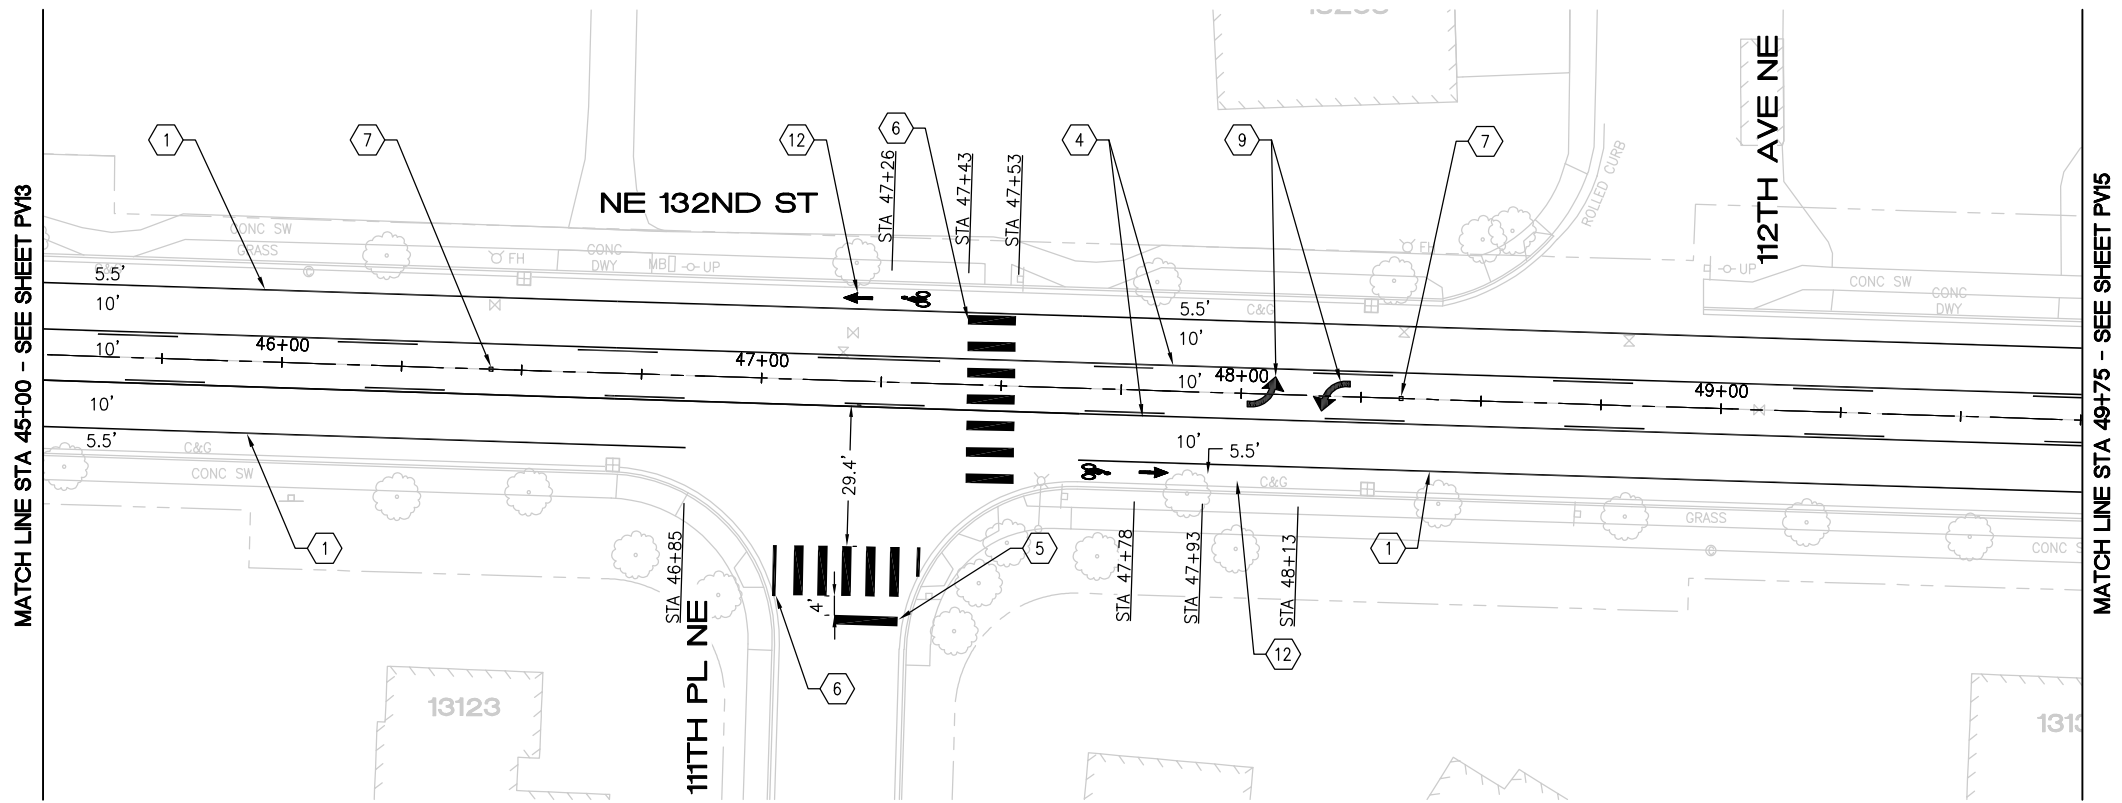 MATCH LINE STA 45+00 - SEE SHEET PV13
1
7
12
6
4
9
7
NE 132ND ST
STA 47+26
STA 47+43
STA 47+53
ROLLED CURB
112TH AVE NE
CONC SW
GRASS
C&G
FH
CONC
DWY
MB
UP
FH
UP
CONC SW
CONC
DWY
C&G
5.5'
10'
10'
10'
5.5'
46+00
47+00
48+00
49+00
5.5'
10'
10'
10'
5.5'
C&G
CONC SW
29.4'
4'
C&G
GRASS
CONC S
1
5
1
12
6
STA 46+85
STA 47+78
STA 47+93
STA 48+13
111TH PL NE
13123
1313
MATCH LINE STA 49+75 - SEE SHEET PV15